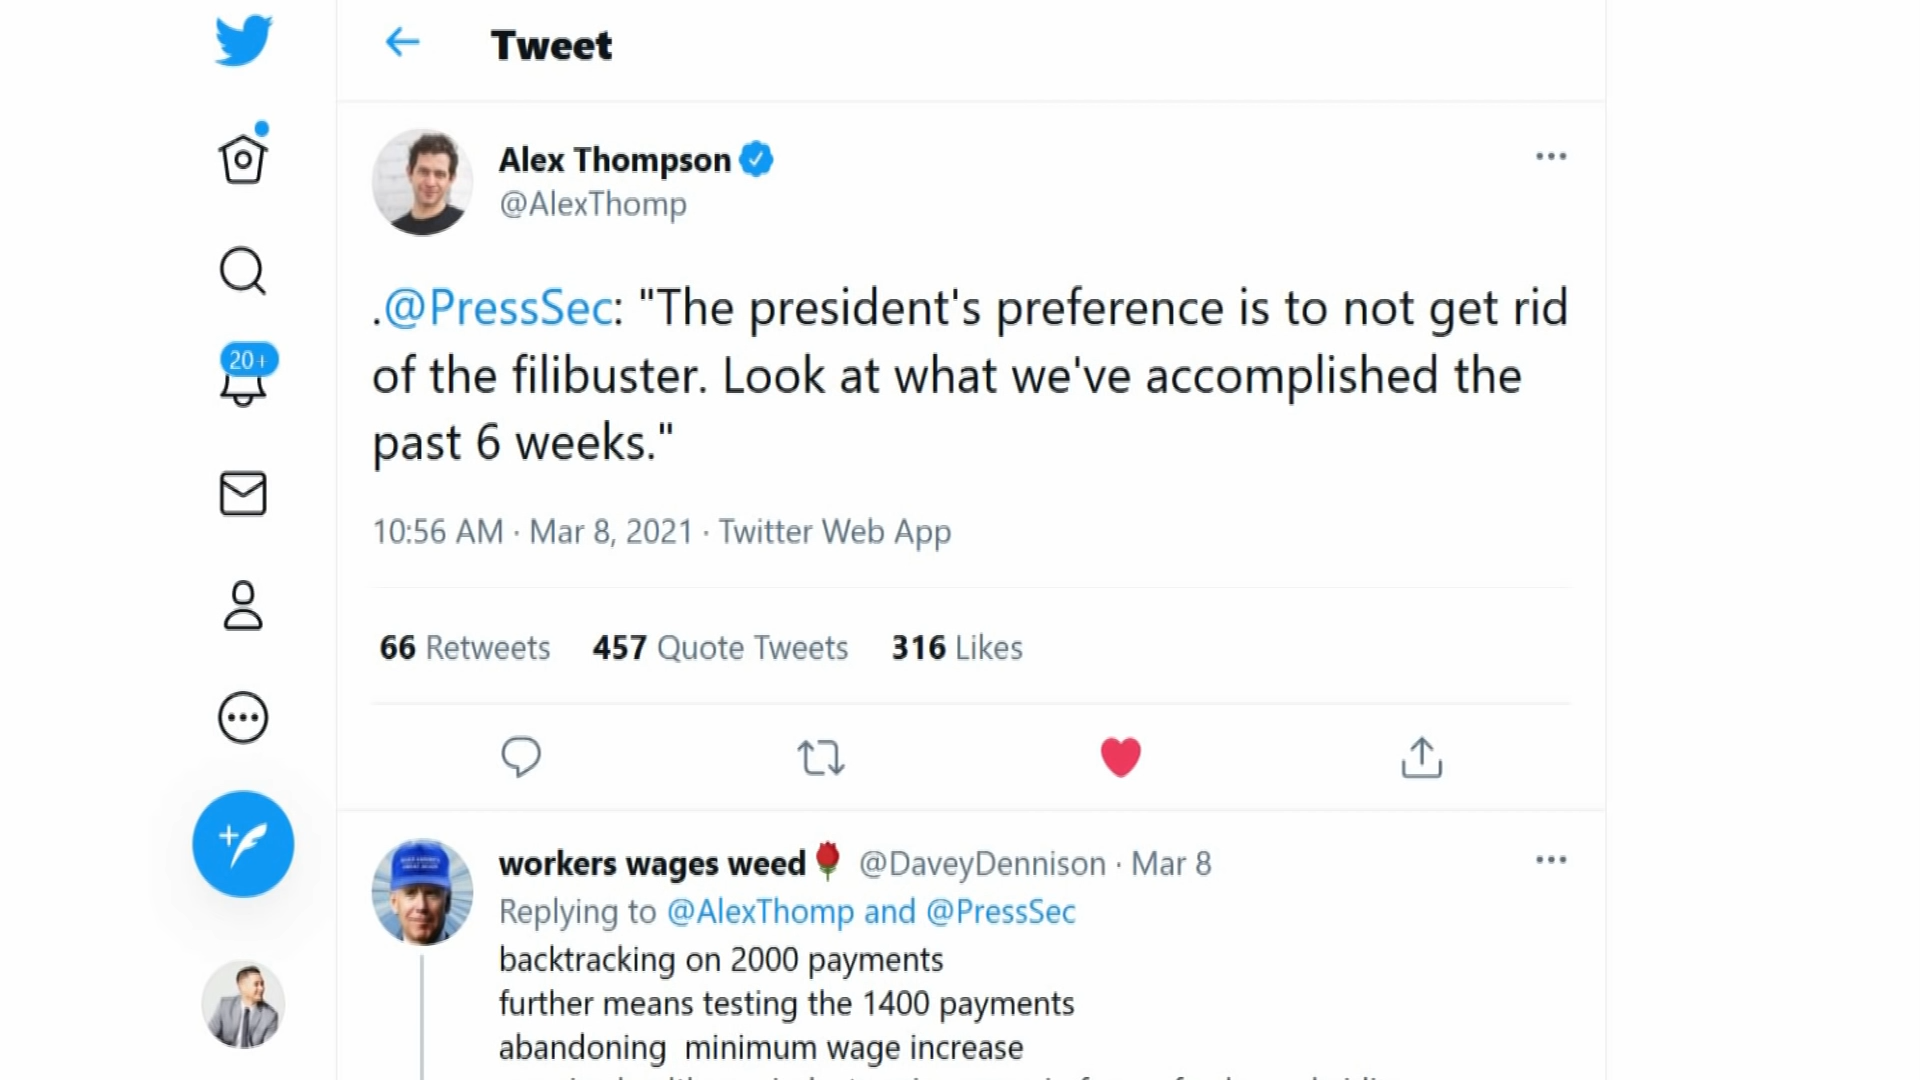 Tweet
Alex Thompson
@AlexThomp
.@PressSec: "The president's preference is to not get rid
of the filibuster. Look at what we've accomplished the
past 6 weeks."
10:56 AM · Mar 8, 2021 · Twitter Web App
66 Retweets 457 Quote Tweets 316 Likes
20+
workers wages weed🌹 @DaveyDennison · Mar 8
Replying to @AlexThomp and @PressSec
backtracking on 2000 payments
further means testing the 1400 payments
abandoning  minimum wage increase